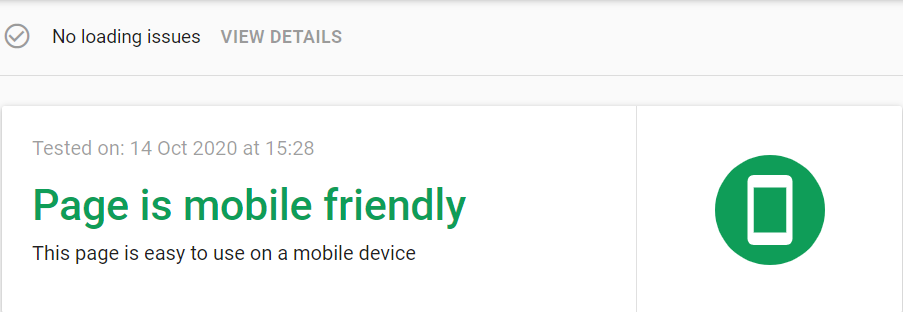 No loading issues VIEW DETAILS
Tested on: 14 Oct 2020 at 15:28
Page is mobile friendly
This page is easy to use on a mobile device